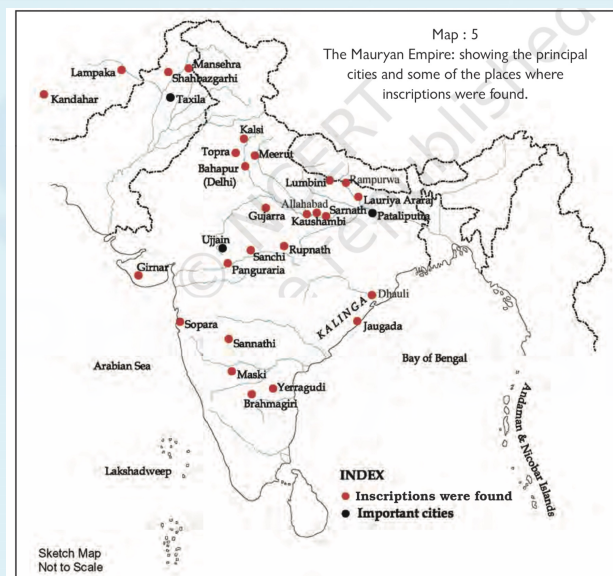 Map : 5
The Mauryan Empire: showing the principal
cities and some of the places where
inscriptions were found.
Mansehra
Lampaka
Shahbazgarhi
Kandahar
Taxila
Kalsi
Topra
Meerut
Bahapur
(Delhi)
Lumbini
Rampurwa
Lauriya Araraj
Allahabad
Sarnath
Gujarra
Kaushambi
Pataliputra
Ujjain
Sanchi
Rupnath
Girnar
Panguraria
Dhauli
KALINGA
Sopara
Jaugada
Sannathi
Arabian Sea
Bay of Bengal
Maski
Yerragudi
Brahmagiri
Andaman & Nicobar Islands
Lakshadweep
INDEX
Inscriptions were found
Important cities
Sketch Map
Not to Scale
© NCERT